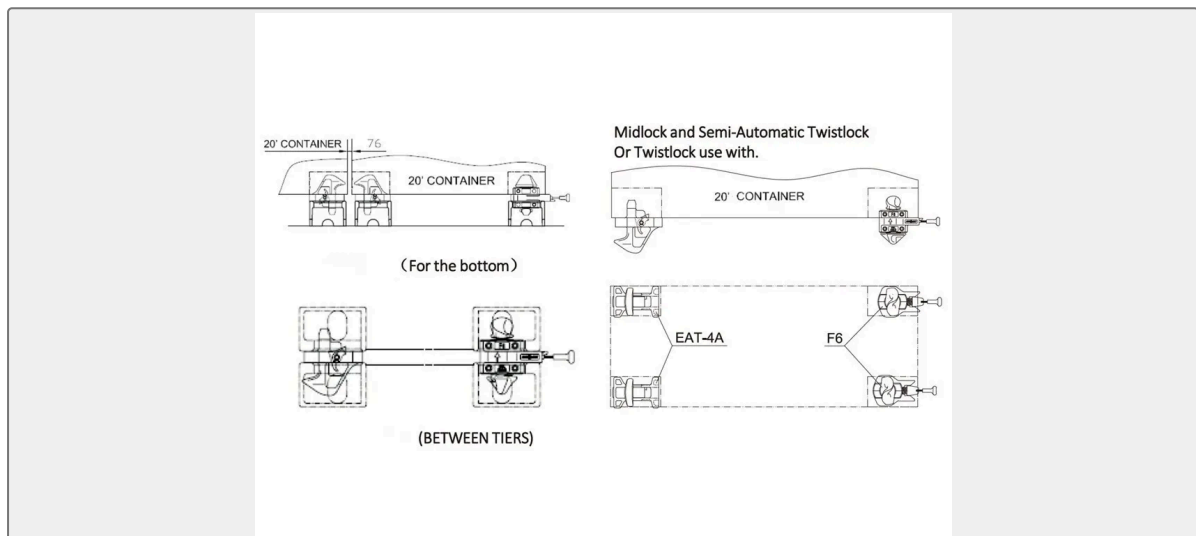 20' CONTAINER
76
20' CONTAINER
（For the bottom）
(BETWEEN TIERS)
Midlock and Semi-Automatic Twistlock
Or Twistlock use with.
20' CONTAINER
EAT-4A
F6